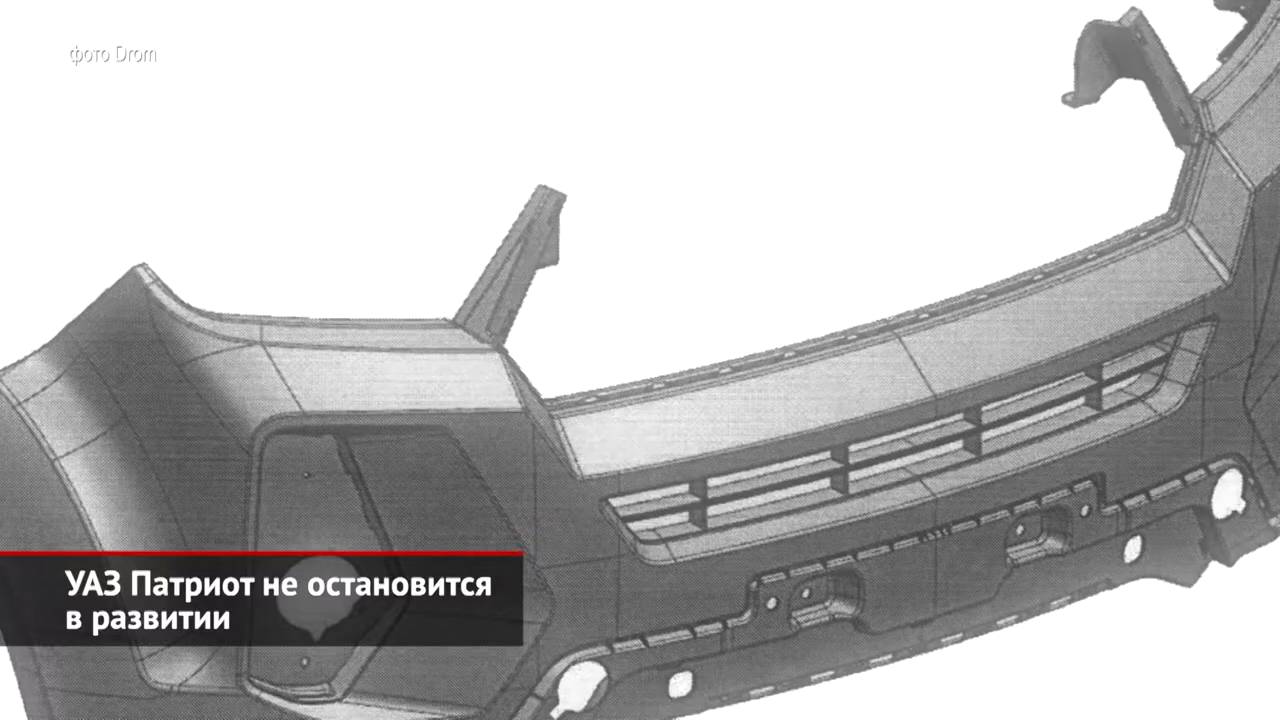 фото Drom
УАЗ Патриот не остановится
в развитии